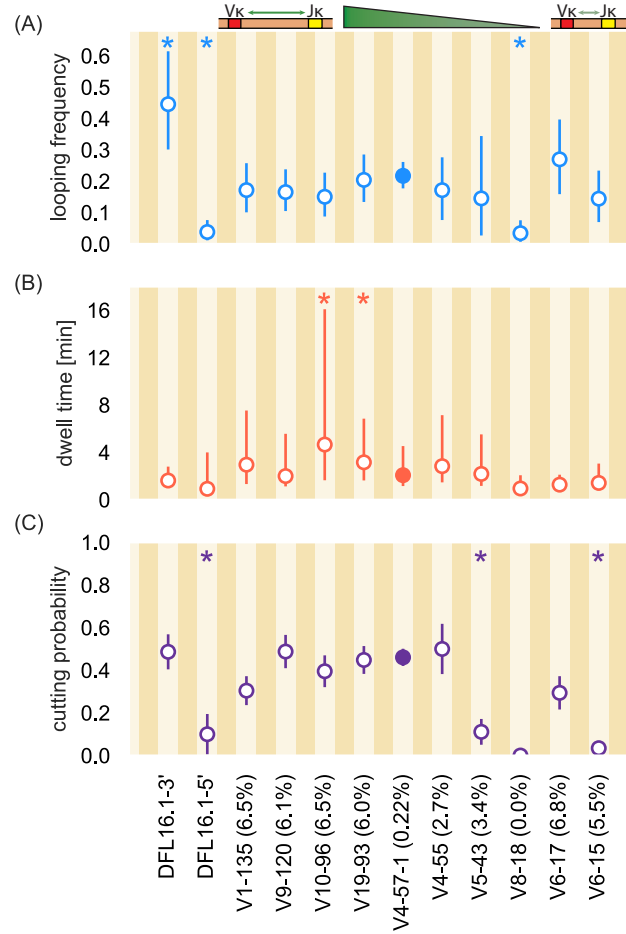 (A)
Vκ Jκ Vκ Jκ
* * *
looping frequency
0.6
0.5
0.4
0.3
0.2
0.1
0.0
(B)
* *
dwell time [min]
16
12
8
4
0
(C)
* * *
cutting probability
1.0
0.8
0.6
0.4
0.2
0.0
DFL16.1-3'
DFL16.1-5'
V1-135 (6.5%)
V9-120 (6.1%)
V10-96 (6.5%)
V19-93 (6.0%)
V4-57-1 (0.22%)
V4-55 (2.7%)
V5-43 (3.4%)
V8-18 (0.0%)
V6-17 (6.8%)
V6-15 (5.5%)